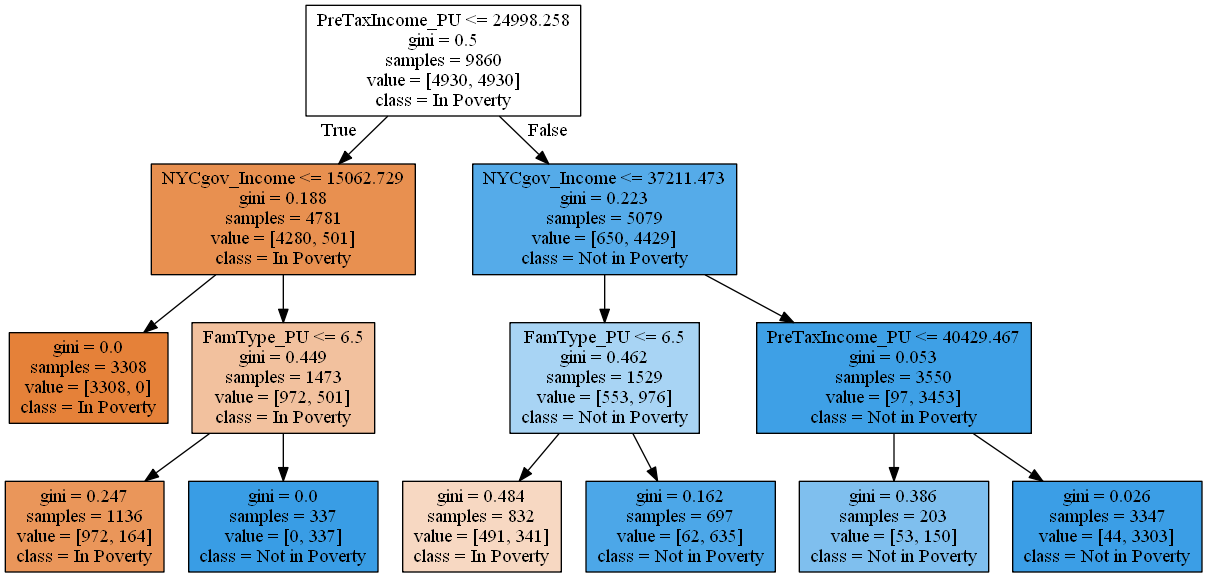 PreTaxIncome_PU <= 24998.258
gini = 0.5
samples = 9860
value = [4930, 4930]
class = In Poverty
True
False
NYCgov_Income <= 15062.729
gini = 0.188
samples = 4781
value = [4280, 501]
class = In Poverty
NYCgov_Income <= 37211.473
gini = 0.223
samples = 5079
value = [650, 4429]
class = Not in Poverty
gini = 0.0
samples = 3308
value = [3308, 0]
class = In Poverty
FamType_PU <= 6.5
gini = 0.449
samples = 1473
value = [972, 501]
class = In Poverty
FamType_PU <= 6.5
gini = 0.462
samples = 1529
value = [553, 976]
class = Not in Poverty
PreTaxIncome_PU <= 40429.467
gini = 0.053
samples = 3550
value = [97, 3453]
class = Not in Poverty
gini = 0.247
samples = 1136
value = [972, 164]
class = In Poverty
gini = 0.0
samples = 337
value = [0, 337]
class = Not in Poverty
gini = 0.484
samples = 832
value = [491, 341]
class = In Poverty
gini = 0.162
samples = 697
value = [62, 635]
class = Not in Poverty
gini = 0.386
samples = 203
value = [53, 150]
class = Not in Poverty
gini = 0.026
samples = 3347
value = [44, 3303]
class = Not in Poverty